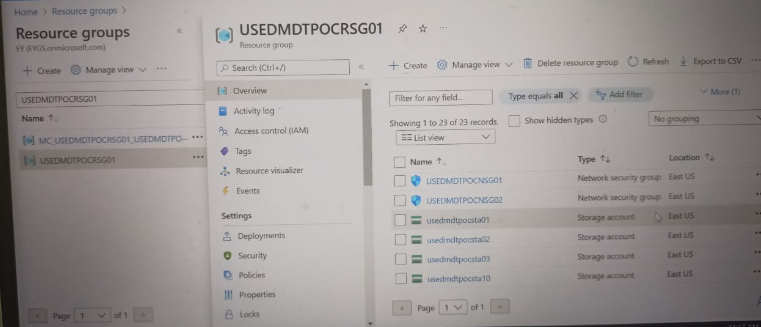 Home > Resource groups >
Resource groups
EY (EYGS.onmicrosoft.com)
+ Create Manage view ...
USEDMDTPOCRSG01
Name ↑
MC_USEDMDTPOCRSG01_USEDMDTPO... ...
USEDMDTPOCRSG01 ...
< Page 1 of 1 >
USEDMDTPOCRSG01 ...
Resource group
Search (Ctrl+/) «
Overview
Activity log
Access control (IAM)
Tags
Resource visualizer
Events
Settings
Deployments
Security
Policies
Properties
Locks
+ Create Manage view Delete resource group Refresh Export to CSV ...
Filter for any field... Type equals all × Add filter More (1)
Showing 1 to 23 of 23 records. Show hidden types No grouping
List view
Name ↑ Type ↑↓ Location ↑↓
USEDMDTPOCNSG01 Network security group East US
USEDMDTPOCNSG02 Network security group East US
usedmdtpocsta01 Storage account East US
usedmdtpocsta02 Storage account East US
usedmdtpocsta03 Storage account East US
usedmdtpocsta10 Storage account East US
< Page 1 of 1 >